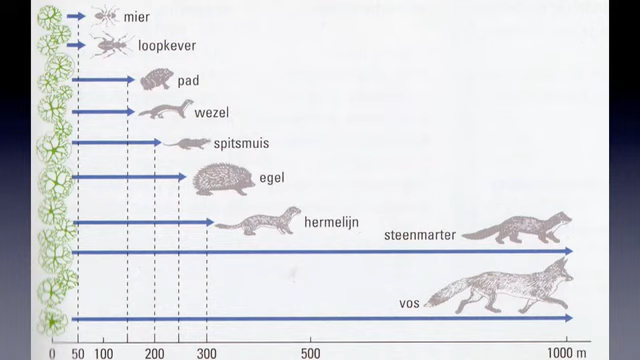 mier
loopkever
pad
wezel
spitsmuis
egel
hermelijn
steenmarter
vos
0 50 100 200 300 500 1000 m